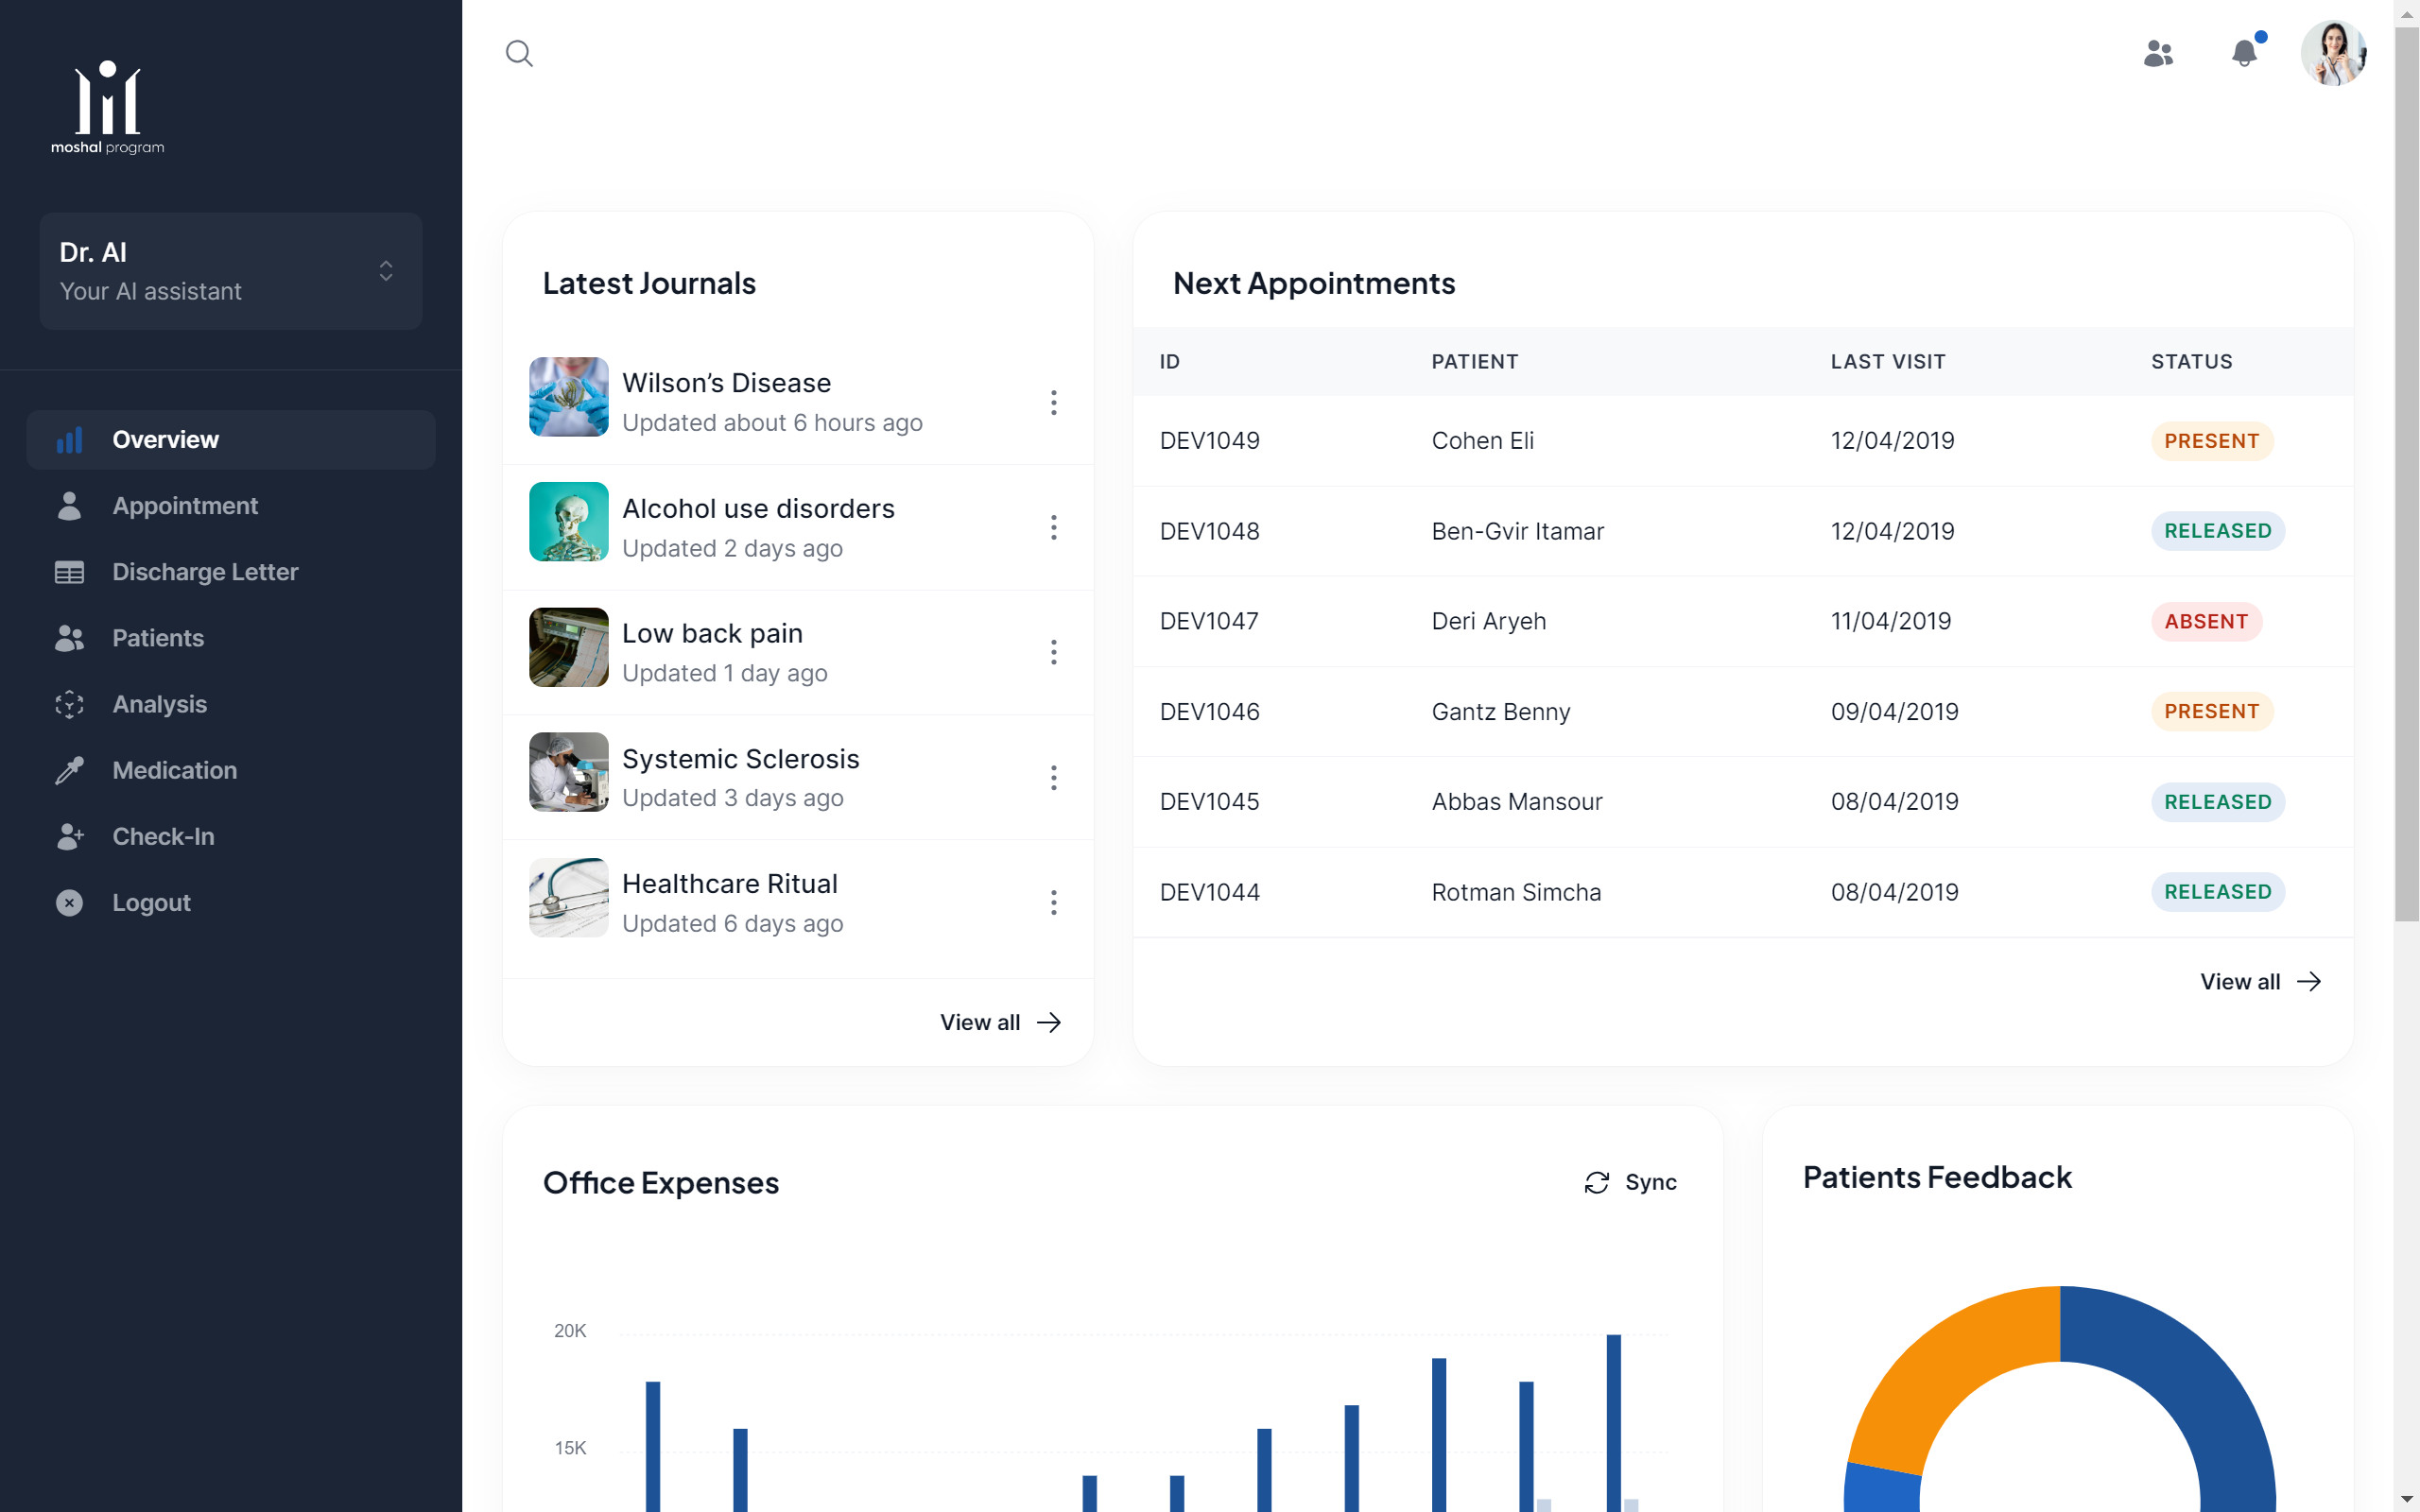 moshal program
Dr. AI
Your AI assistant
Overview
Appointment
Discharge Letter
Patients
Analysis
Medication
Check-In
Logout
Latest Journals
Wilson’s Disease
Updated about 6 hours ago
Alcohol use disorders
Updated 2 days ago
Low back pain
Updated 1 day ago
Systemic Sclerosis
Updated 3 days ago
Healthcare Ritual
Updated 6 days ago
View all
Next Appointments
ID PATIENT LAST VISIT STATUS
DEV1049 Cohen Eli 12/04/2019 PRESENT
DEV1048 Ben-Gvir Itamar 12/04/2019 RELEASED
DEV1047 Deri Aryeh 11/04/2019 ABSENT
DEV1046 Gantz Benny 09/04/2019 PRESENT
DEV1045 Abbas Mansour 08/04/2019 RELEASED
DEV1044 Rotman Simcha 08/04/2019 RELEASED
View all
Office Expenses
Sync
20K
15K
Patients Feedback